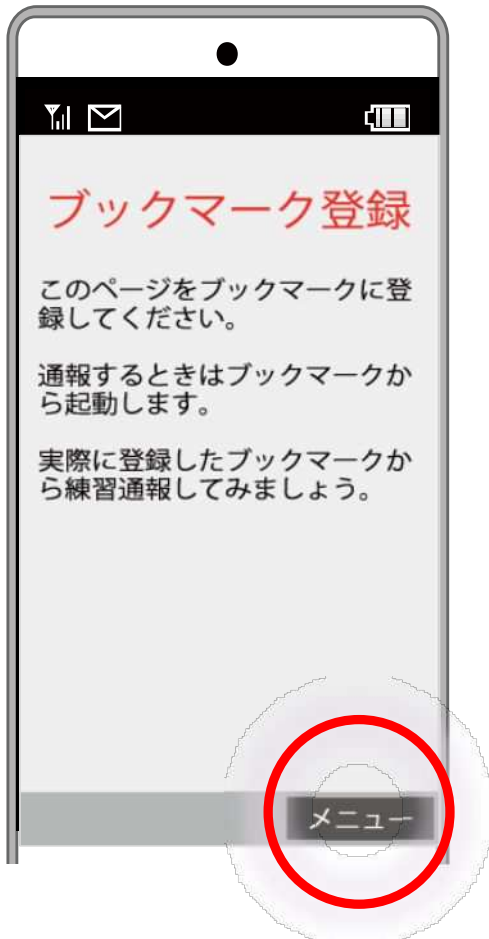 ブックマーク登録
このページをブックマークに登
録してください。
通報するときはブックマークか
ら起動します。
実際に登録したブックマークか
ら練習通報してみましょう。
メニュー